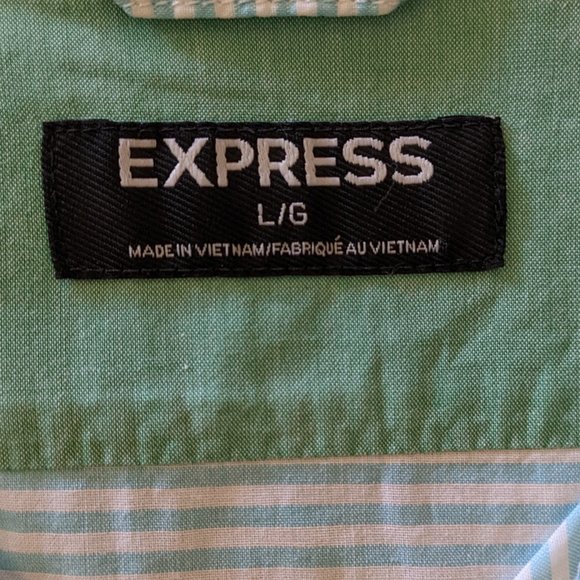 EXPRESS
L/G
MADE IN VIETNAM/FABRIQUÉ AU VIETNAM